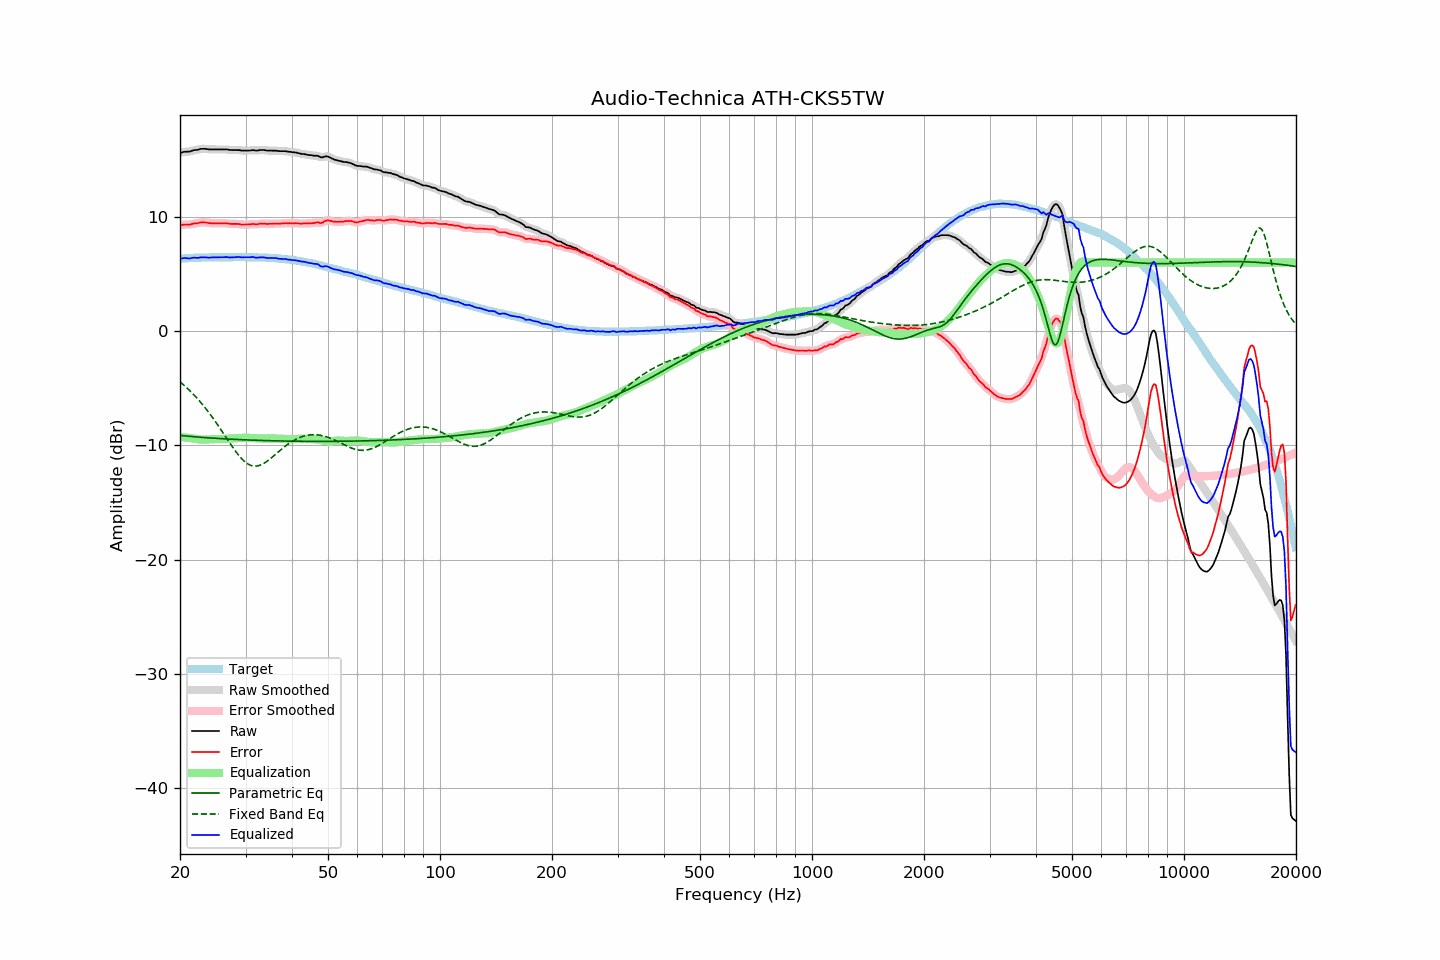 Audio-Technica ATH-CKS5TW
Amplitude (dBr)
10
0
−10
−20
−30
−40
Target
Raw Smoothed
Error Smoothed
Raw
Error
Equalization
Parametric Eq
Fixed Band Eq
Equalized
20 50 100 200 500 1000 2000 5000 10000 20000
Frequency (Hz)